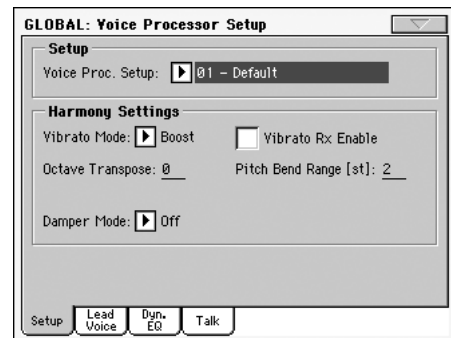 GLOBAL: Voice Processor Setup
Setup
Voice Proc. Setup: 01 - Default
Harmony Settings
Vibrato Mode: Boost Vibrato Rx Enable
Octave Transpose: 0 Pitch Bend Range [st]: 2
Damper Mode: Off
Setup Lead Voice Dyn. EQ Talk